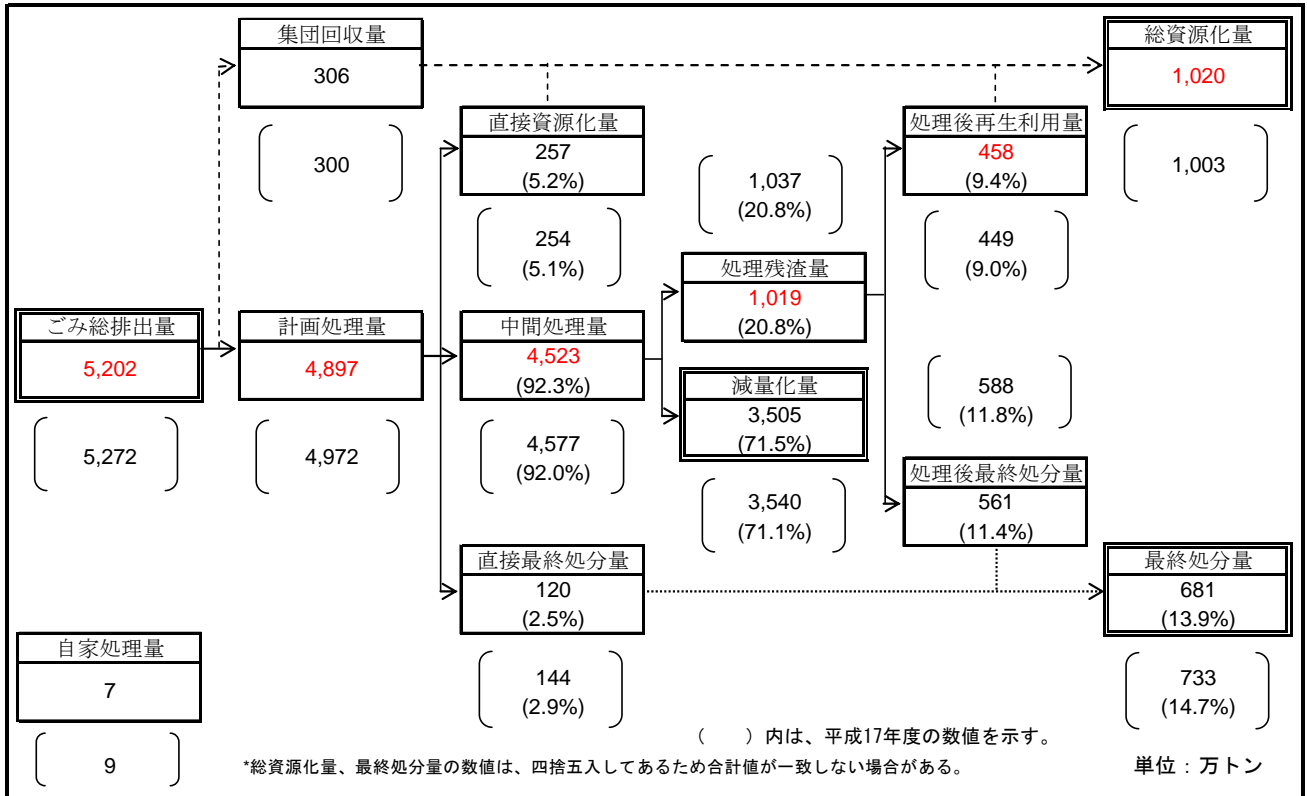 集団回収量
306
300
総資源化量
1,020
1,003
直接資源化量
257
(5.2%)
254
(5.1%)
1,037
(20.8%)
処理後再生利用量
458
(9.4%)
449
(9.0%)
ごみ総排出量
5,202
5,272
計画処理量
4,897
4,972
中間処理量
4,523
(92.3%)
4,577
(92.0%)
処理残渣量
1,019
(20.8%)
減量化量
3,505
(71.5%)
3,540
(71.1%)
588
(11.8%)
処理後最終処分量
561
(11.4%)
直接最終処分量
120
(2.5%)
144
(2.9%)
最終処分量
681
(13.9%)
733
(14.7%)
自家処理量
7
9
(　　)内は、平成17年度の数値を示す。
*総資源化量、最終処分量の数値は、四捨五入してあるため合計値が一致しない場合がある。
単位：万トン